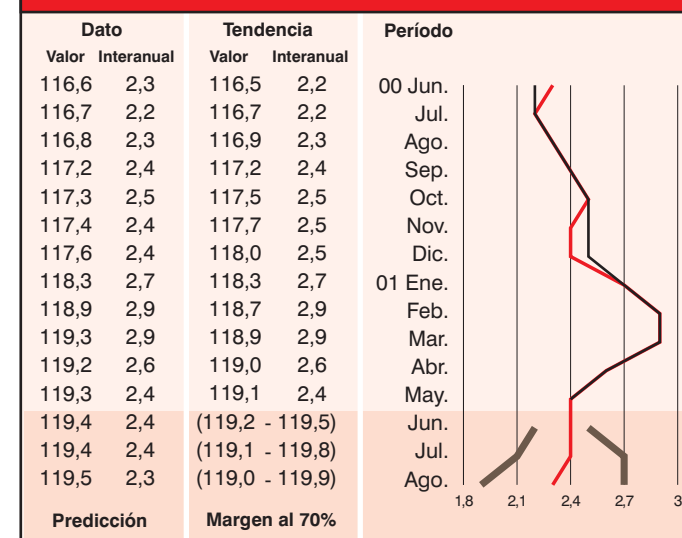 Dato Tendencia Período
Valor Interanual Valor Interanual
116,6 2,3 116,5 2,2 00 Jun.
116,7 2,2 116,7 2,2 Jul.
116,8 2,3 116,9 2,3 Ago.
117,2 2,4 117,2 2,4 Sep.
117,3 2,5 117,5 2,5 Oct.
117,4 2,4 117,7 2,5 Nov.
117,6 2,4 118,0 2,5 Dic.
118,3 2,7 118,3 2,7 01 Ene.
118,9 2,9 118,7 2,9 Feb.
119,3 2,9 118,9 2,9 Mar.
119,2 2,6 119,0 2,6 Abr.
119,3 2,4 119,1 2,4 May.
119,4 2,4 (119,2 - 119,5) Jun.
119,4 2,4 (119,1 - 119,8) Jul.
119,5 2,3 (119,0 - 119,9) Ago.
1,8 2,1 2,4 2,7 3
Predicción Margen al 70%